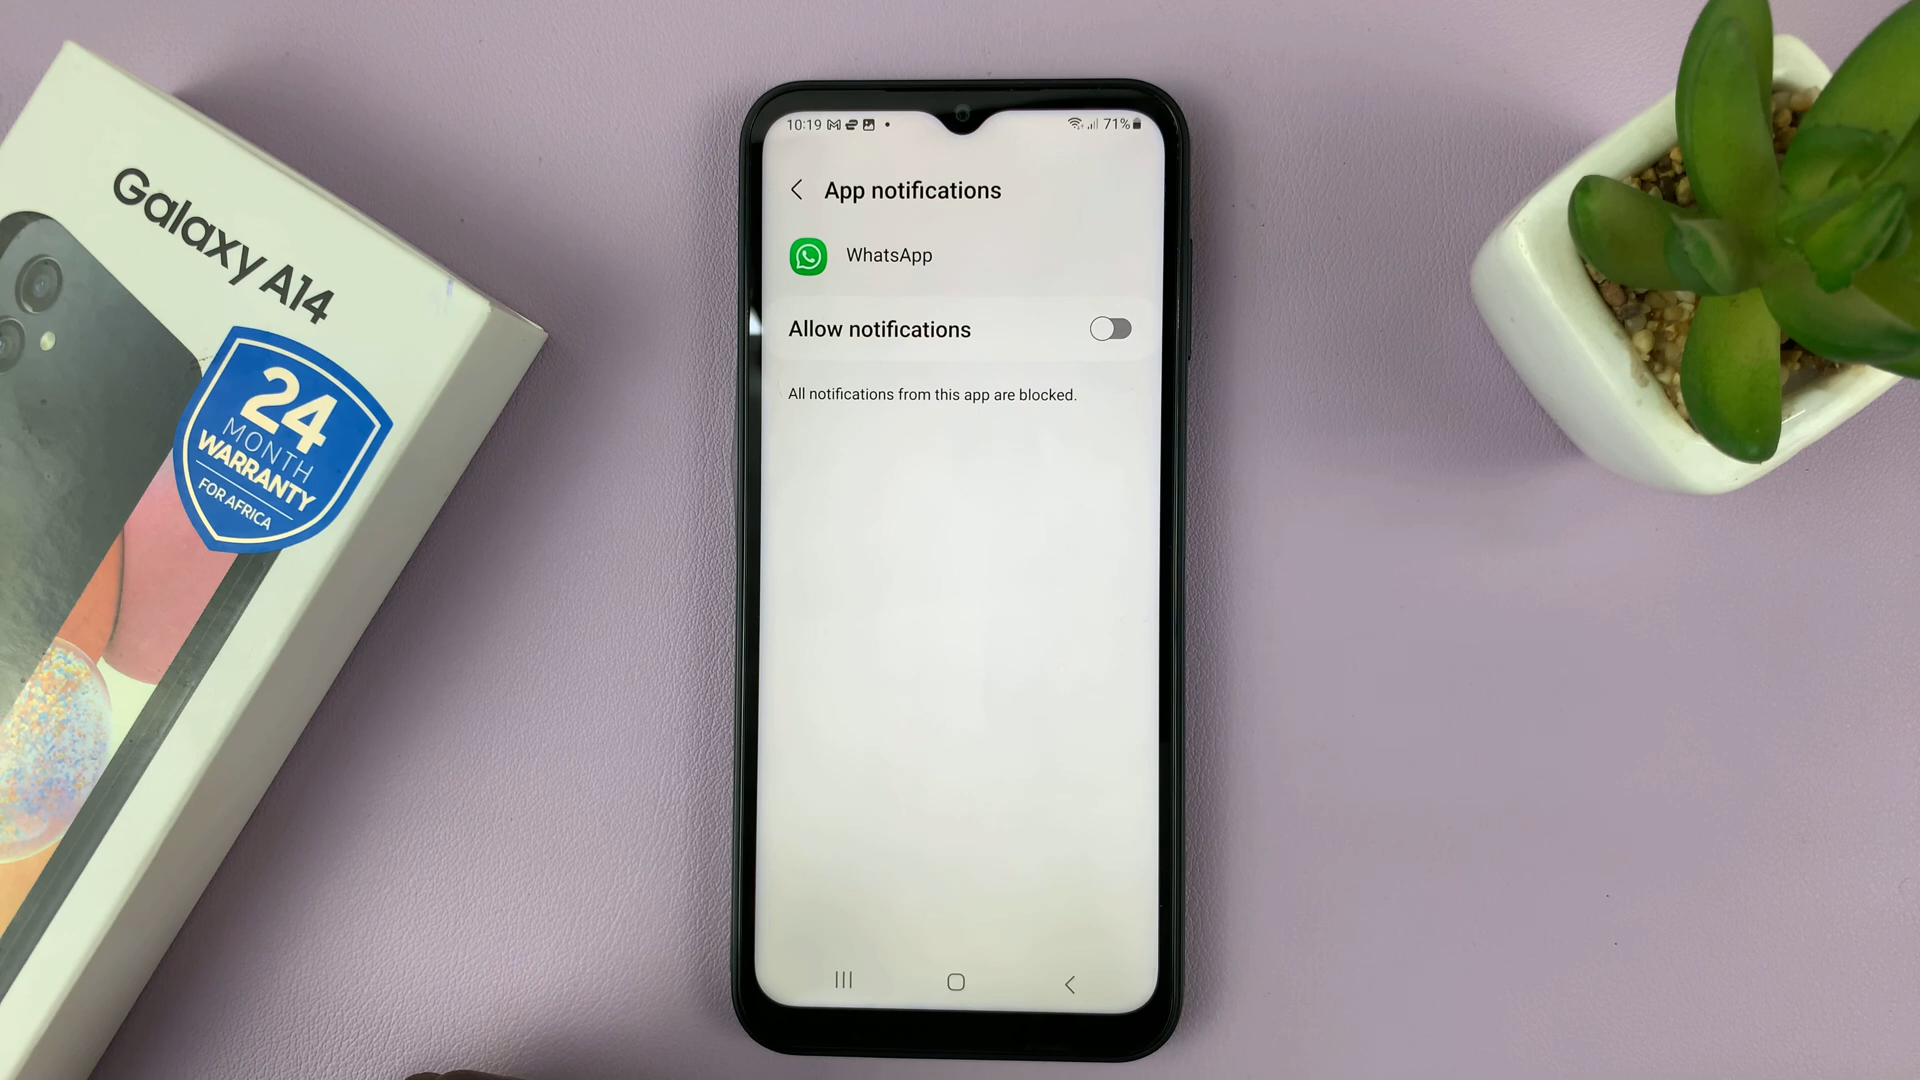 Galaxy A14
24
MONTH
WARRANTY
FOR AFRICA
10:19
71%
App notifications
WhatsApp
Allow notifications
All notifications from this app are blocked.